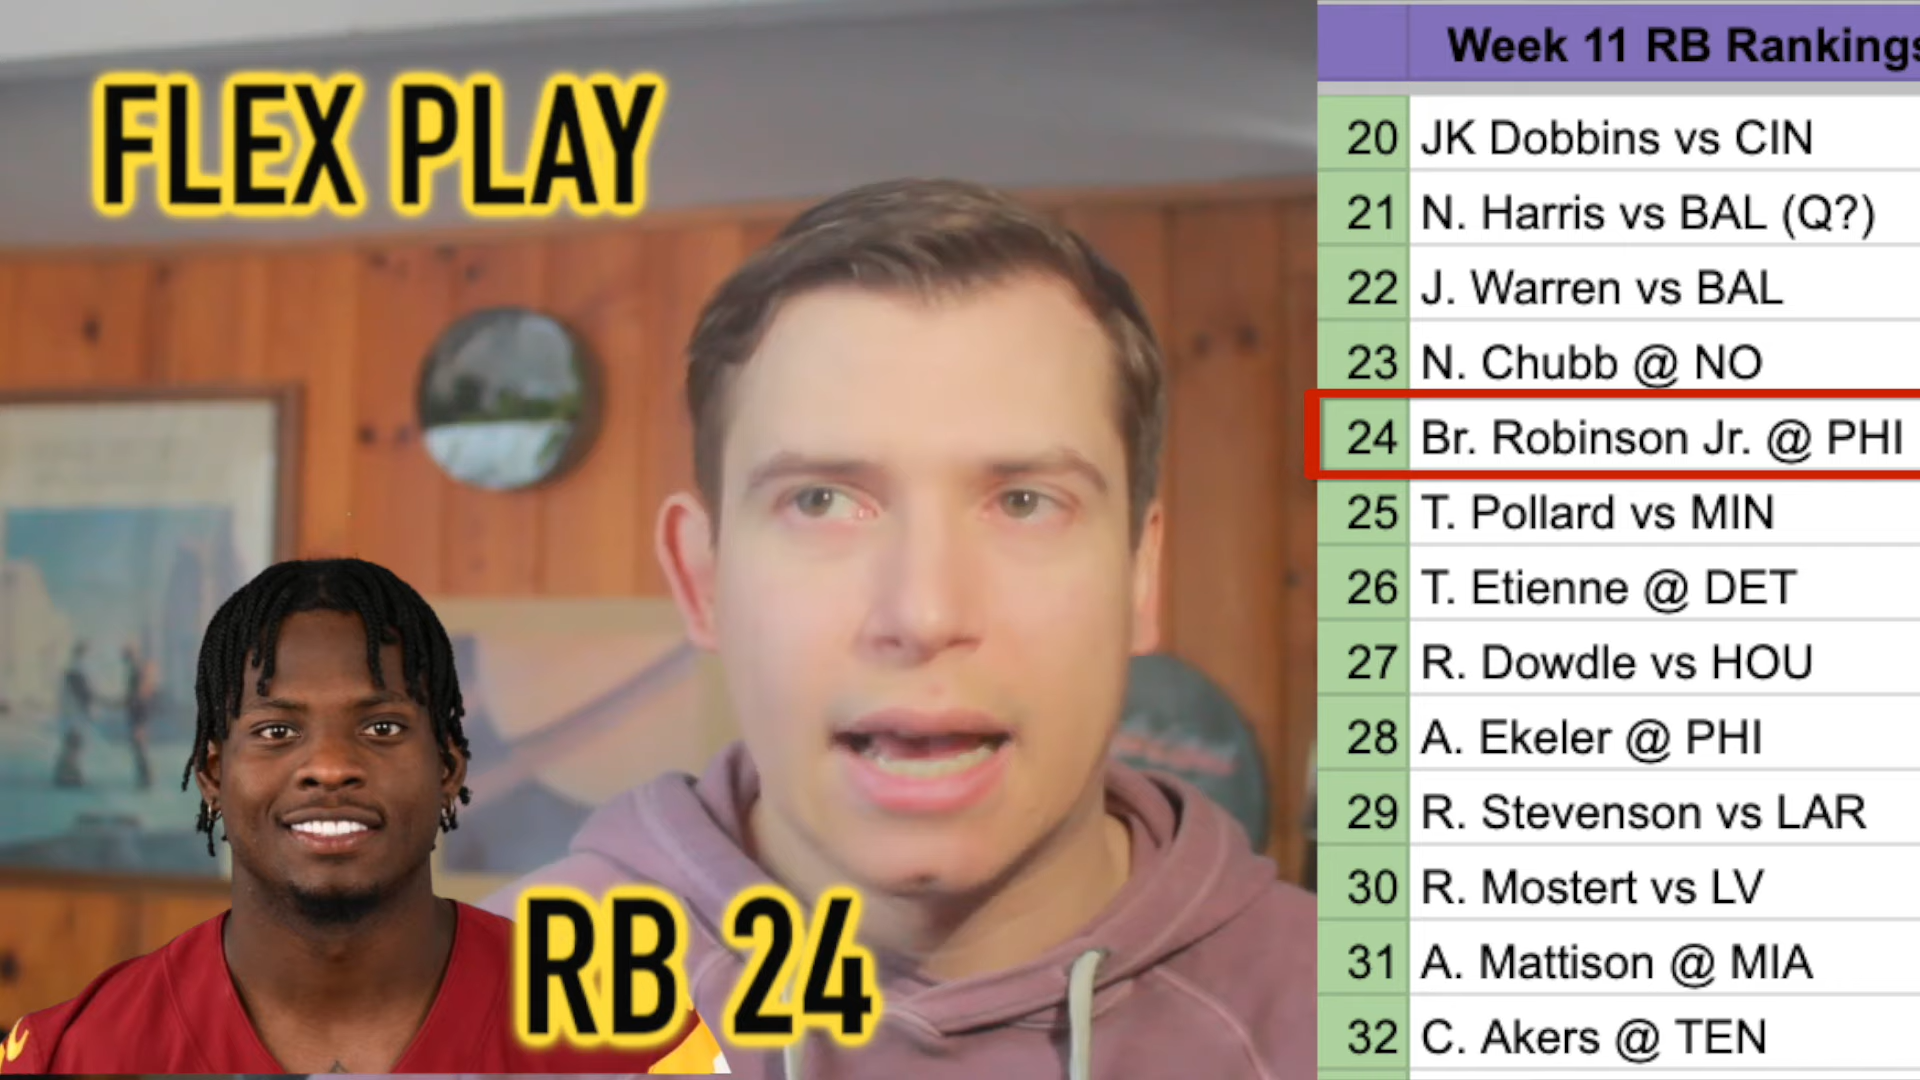 FLEX PLAY
RB 24
Week 11 RB Rankings
20 JK Dobbins vs CIN
21 N. Harris vs BAL (Q?)
22 J. Warren vs BAL
23 N. Chubb @ NO
24 Br. Robinson Jr. @ PHI
25 T. Pollard vs MIN
26 T. Etienne @ DET
27 R. Dowdle vs HOU
28 A. Ekeler @ PHI
29 R. Stevenson vs LAR
30 R. Mostert vs LV
31 A. Mattison @ MIA
32 C. Akers @ TEN